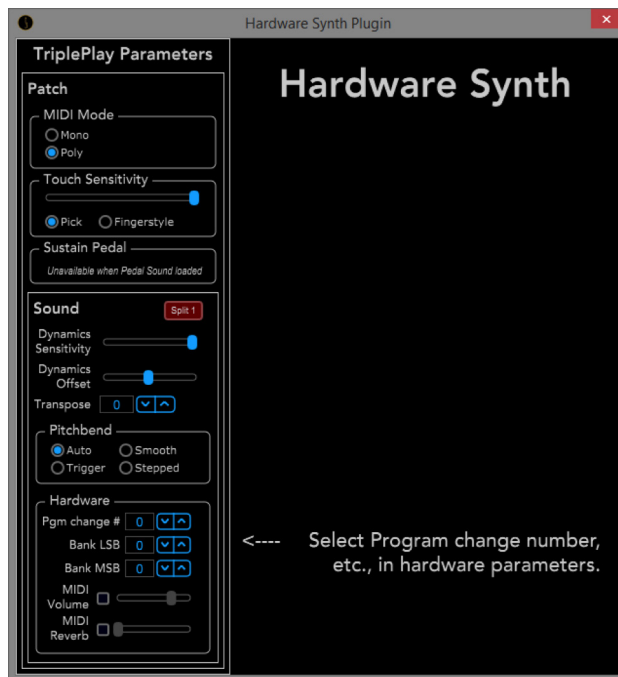 Hardware Synth Plugin
TriplePlay Parameters
Patch
MIDI Mode
Mono
Poly
Touch Sensitivity
Pick Fingerstyle
Sustain Pedal
Unavailable when Pedal Sound loaded
Sound Split 1
Dynamics
Sensitivity
Dynamics
Offset
Transpose 0
Pitchbend
Auto Smooth
Trigger Stepped
Hardware
Pgm change # 0
Bank LSB 0
Bank MSB 0
MIDI
Volume
MIDI
Reverb
Hardware Synth
<---- Select Program change number,
etc., in hardware parameters.